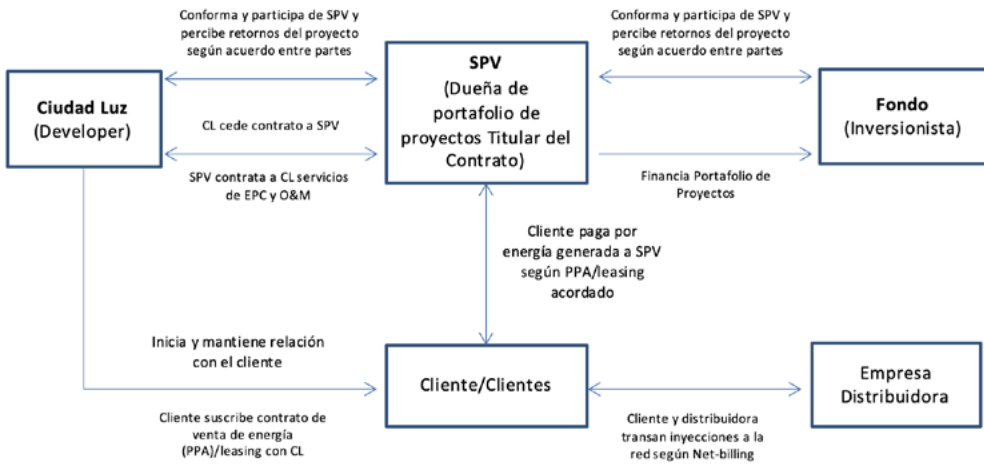 Conforma y participa de SPV y
percibe retornos del proyecto
según acuerdo entre partes
Conforma y participa de SPV y
percibe retornos del proyecto
según acuerdo entre partes
Ciudad Luz
(Developer)
SPV
(Dueña de
portafolio de
proyectos Titular del
Contrato)
Fondo
(Inversionista)
CL cede contrato a SPV
SPV contrata a CL servicios
de EPC y O&M
Financia Portafolio de
Proyectos
Cliente paga por
energía generada a SPV
según PPA/leasing
acordado
Inicia y mantiene relación
con el cliente
Cliente/Clientes
Empresa
Distribuidora
Cliente suscribe contrato de
venta de energía
(PPA)/leasing con CL
Cliente y distribuidora
transan inyecciones a la
red según Net-billing